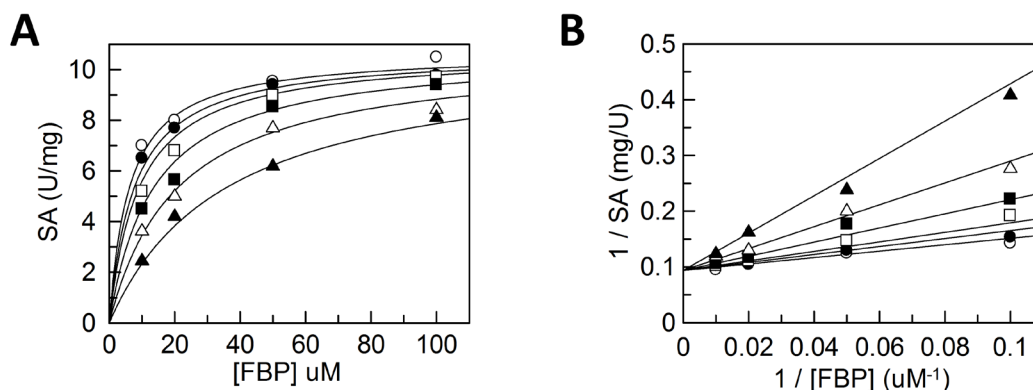 A
B
SA (U/mg)
10
8
6
4
2
0
0 20 40 60 80 100
[FBP] uM
1 / SA (mg/U)
0.5
0.4
0.3
0.2
0.1
0
0 0.02 0.04 0.06 0.08 0.1
1 / [FBP] (uM⁻¹)